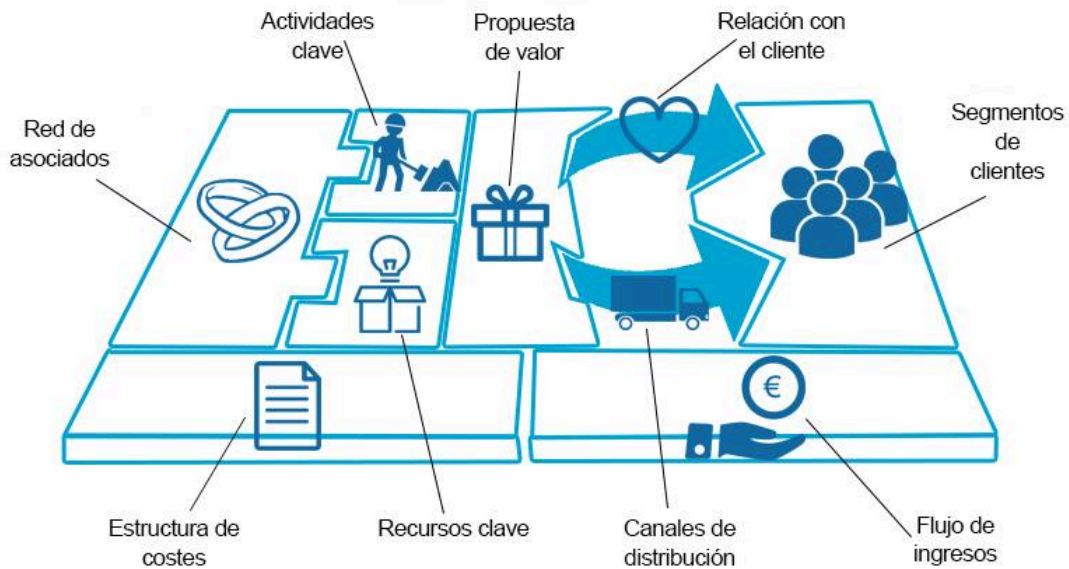 Actividades
clave
Propuesta
de valor
Relación con
el cliente
Red de
asociados
Segmentos
de
clientes
€
Estructura de
costes
Recursos clave
Canales de
distribución
Flujo de
ingresos